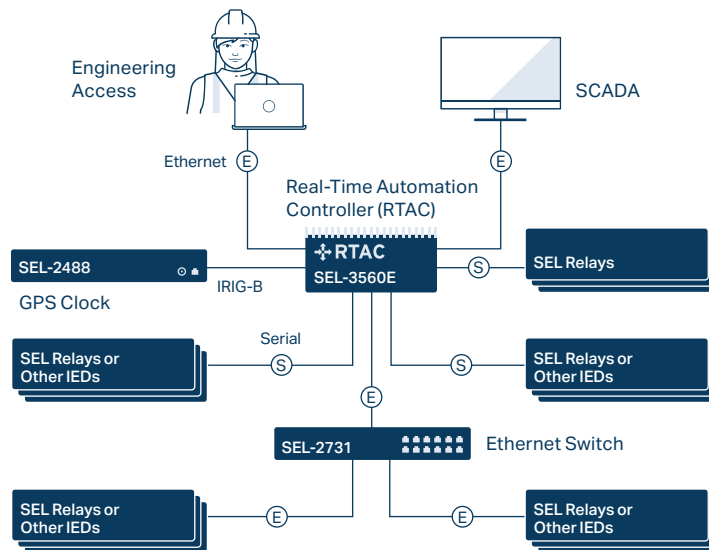 Engineering
Access
SCADA
Ethernet
E
E
Real-Time Automation
Controller (RTAC)
RTAC
SEL-3560E
SEL-2488
GPS Clock
IRIG-B
S
SEL Relays
Serial
SEL Relays or
Other IEDs
S
S
SEL Relays or
Other IEDs
E
SEL-2731
Ethernet Switch
SEL Relays or
Other IEDs
E
E
SEL Relays or
Other IEDs